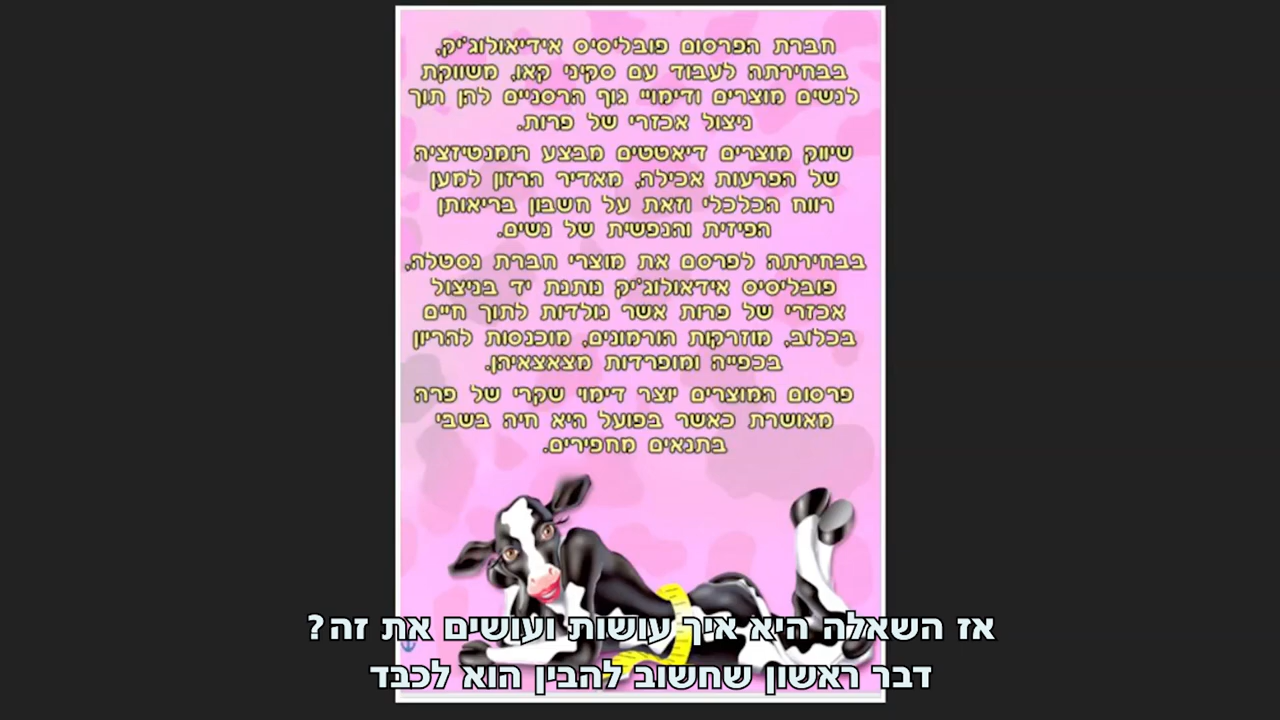 חברת הפרסום פובליסיס אידיאולוג'יק,
בבחירתה לעבוד עם סקיני קאו, משווקת
לנשים מוצרים ודימויי גוף הרסניים להן תוך
ניצול אכזרי של פרות.
שיווק מוצרים דיאטטים מבצע רומנטיזציה
של הפרעות אכילה, מאדיר הרזון למען
רווח הכלכלי וזאת על חשבון בריאותן
הפיזית והנפשית של נשים.
בבחירתה לפרסם את מוצרי חברת נסטלה,
פובליסיס אידאולוג'יק נותנת יד בניצול
אכזרי של פרות אשר נולדות לתוך חיים
בכלוב, מוזרקות הורמונים, מוכנסות להריון
בכפייה ומופרדות מצאצאיהן.
פרסום המוצרים יוצר דימוי שקרי של פרה
מאושרת כאשר בפועל היא חיה בשבי
בתנאים מחפירים.
אז השאלה היא איך עושות ועושים את זה?
דבר ראשון שחשוב להבין הוא לכבד